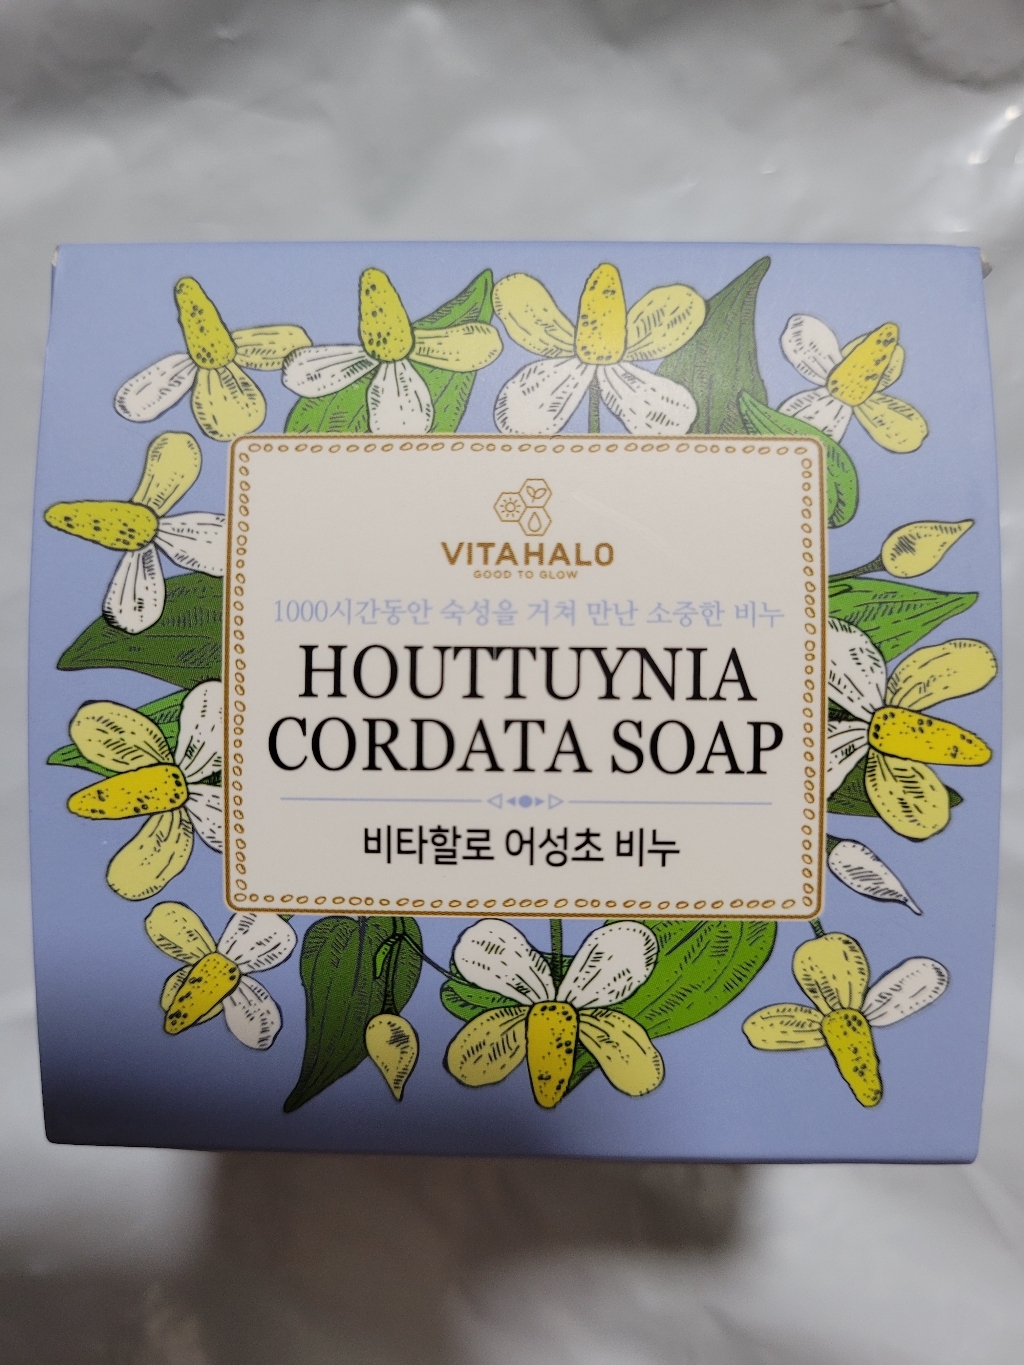 VITAHALO
GOOD TO GLOW
1000시간동안 숙성을 거쳐 만난 소중한 비누
HOUTTUYNIA
CORDATA SOAP
비타할로 어성초 비누